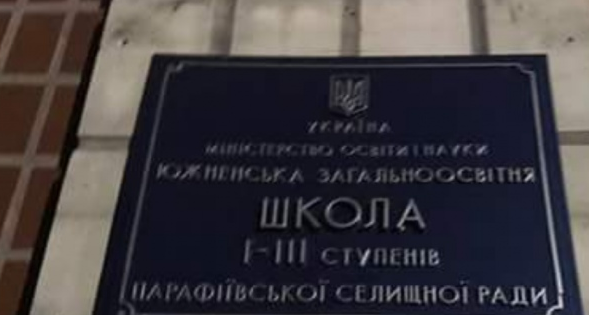 УКРАЇНА
МІНІСТЕРСТВО ОСВІТИ І НАУКИ
ЮЖНЕНСЬКА ЗАГАЛЬНООСВІТНЯ
ШКОЛА
І-ІІІ СТУПЕНІВ
ПАРАФІЇВСЬКОЇ СЕЛИЩНОЇ РАДИ